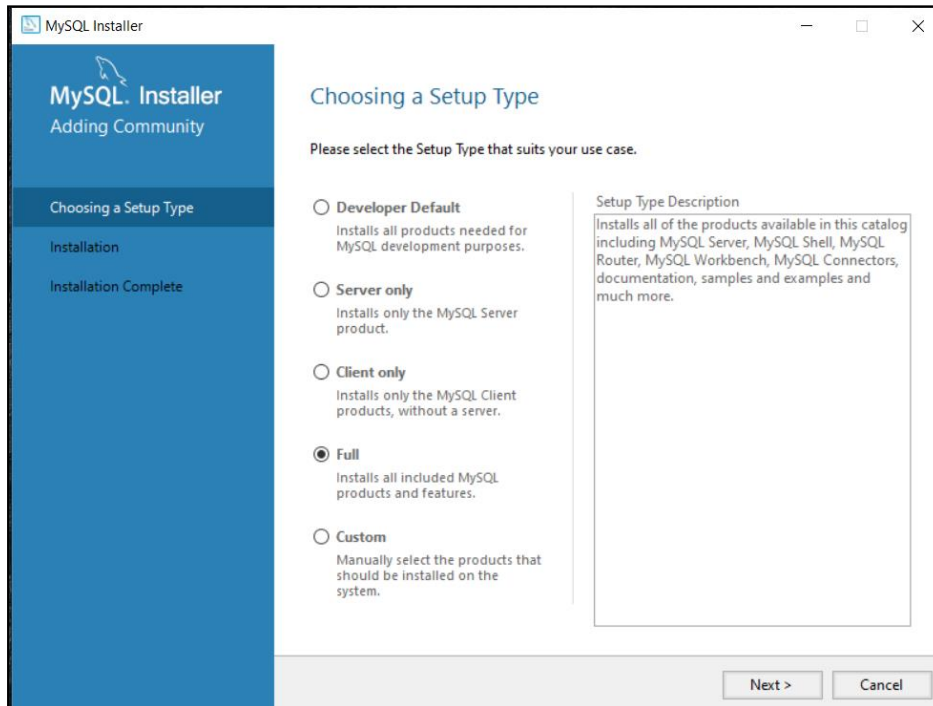 MySQL Installer
MySQL. Installer
Adding Community
Choosing a Setup Type
Installation
Installation Complete
Choosing a Setup Type
Please select the Setup Type that suits your use case.
Developer Default
Installs all products needed for
MySQL development purposes.
Server only
Installs only the MySQL Server
product.
Client only
Installs only the MySQL Client
products, without a server.
Full
Installs all included MySQL
products and features.
Custom
Manually select the products that
should be installed on the
system.
Setup Type Description
Installs all of the products available in this catalog
including MySQL Server, MySQL Shell, MySQL
Router, MySQL Workbench, MySQL Connectors,
documentation, samples and examples and
much more.
Next >
Cancel